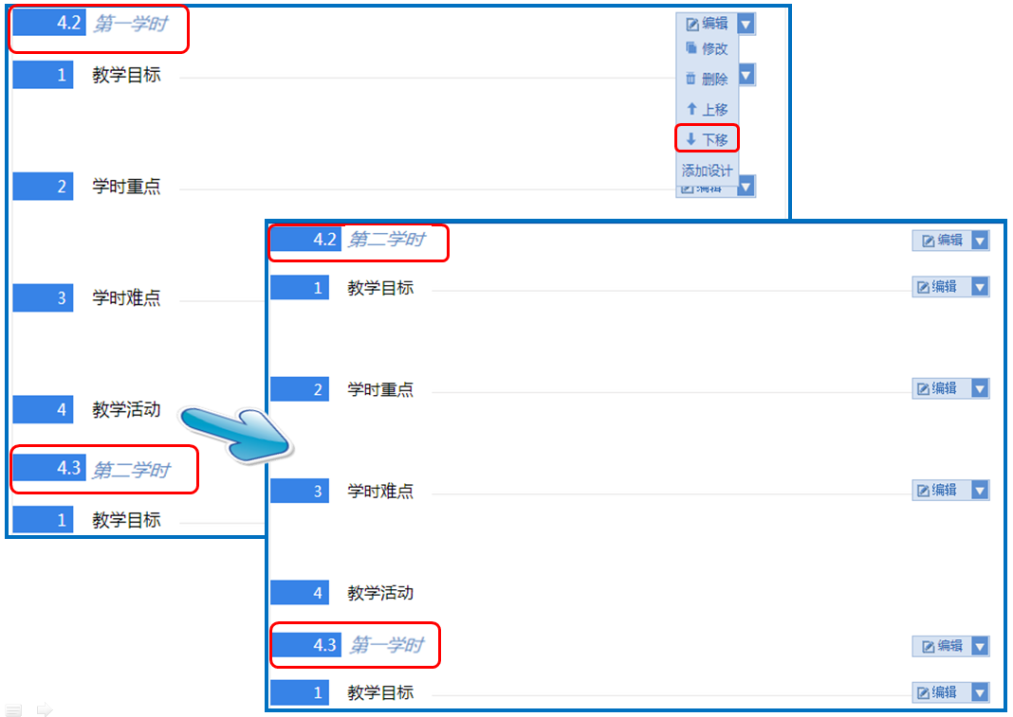 4.2 第一学时
编辑
修改
1 教学目标
删除
上移
下移
添加设计
2 学时重点
编辑
3 学时难点
4 教学活动
4.3 第二学时
1 教学目标
4.2 第二学时 编辑
1 教学目标 编辑
2 学时重点 编辑
3 学时难点 编辑
4 教学活动
4.3 第一学时 编辑
1 教学目标 编辑